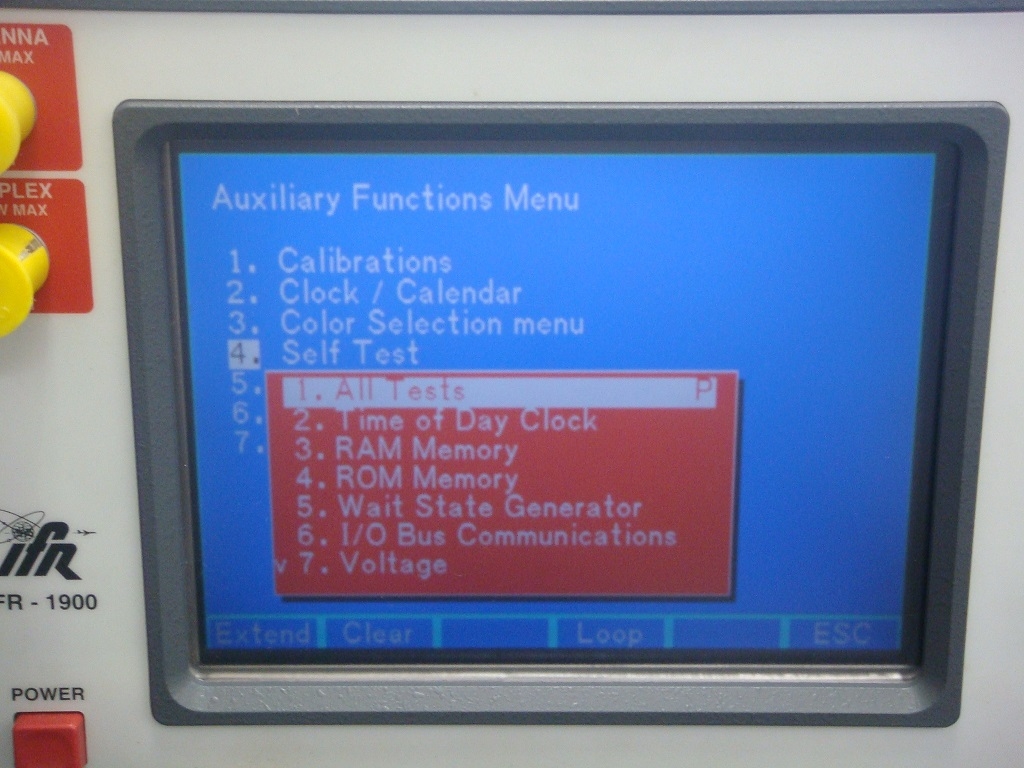 NNA
MAX
PLEX
W MAX
Auxiliary Functions Menu
1. Calibrations
2. Clock / Calendar
3. Color Selection menu
4. Self Test
5.
6.
7.
1. All Tests P
2. Time of Day Clock
3. RAM Memory
4. ROM Memory
5. Wait State Generator
6. I/O Bus Communications
v 7. Voltage
Extend Clear Loop ESC
ifr
FR - 1900
POWER